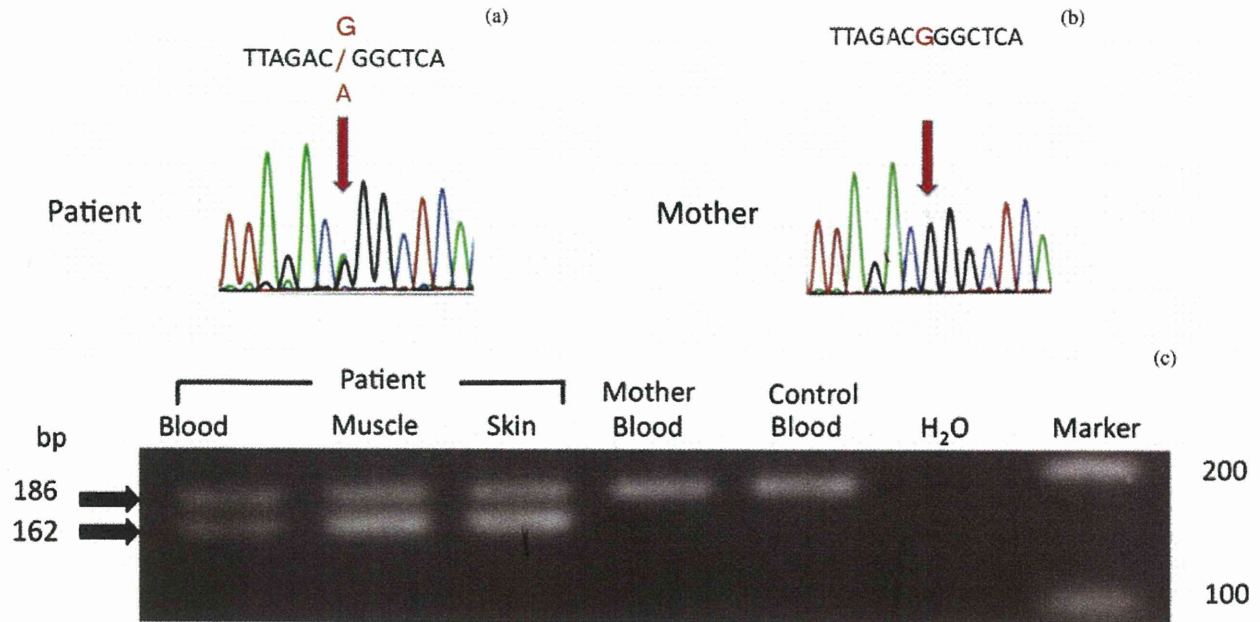 G (a)
TTAGAC/GGCTCA
A
Patient
(b)
TTAGACGGGCTCA
Mother
(c)
Patient
bp Blood Muscle Skin Mother Blood Control Blood H₂O Marker
186
162
200
100